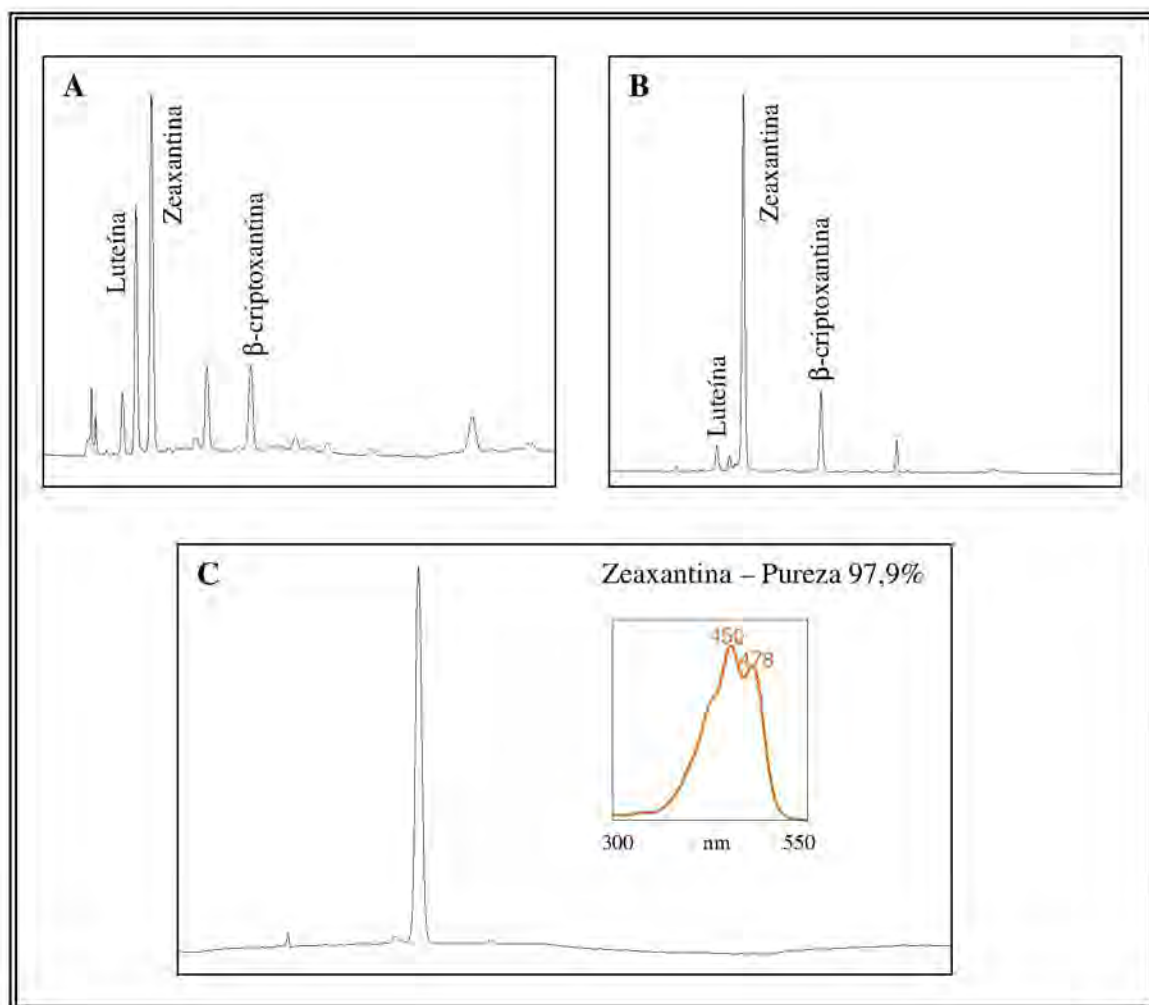 A
Luteína
Zeaxantina
β-criptoxantina
B
Luteína
Zeaxantina
β-criptoxantina
C
Zeaxantina – Pureza 97,9%
450
478
300 nm 550